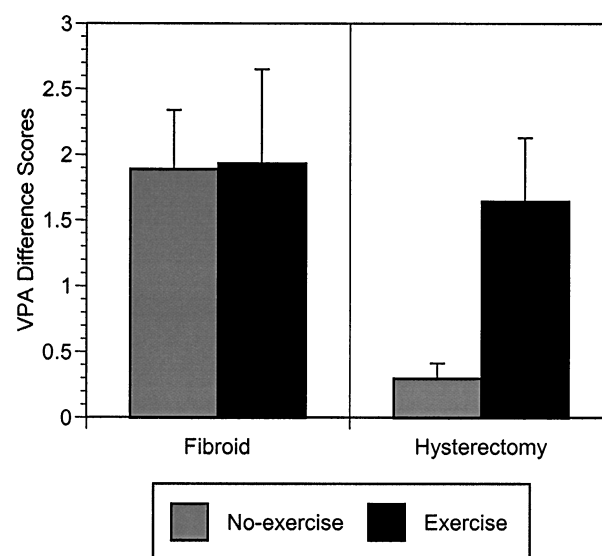 3
2.5
2
1.5
1
0.5
0
VPA Difference Scores
Fibroid Hysterectomy
No-exercise Exercise